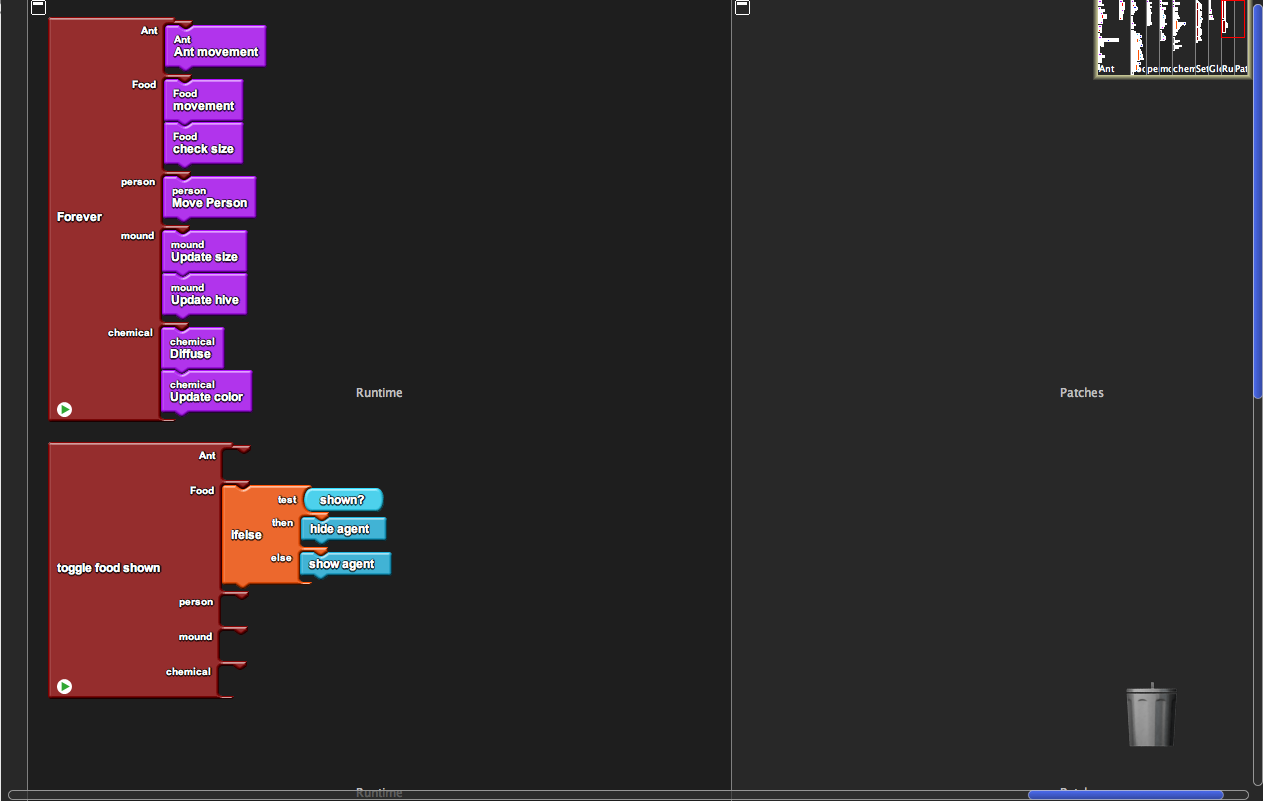 Ant
Ant
Ant movement
Food
Food
movement
Food
check size
person
person
Move Person
Forever
mound
mound
Update size
mound
Update hive
chemical
chemical
Diffuse
chemical
Update color
Runtime
Patches
Ant
Food
test
shown?
then
hide agent
Ifelse
else
show agent
toggle food shown
person
mound
chemical
Runtime
Ant
pe
mo
chem
Set
Ru
Pat